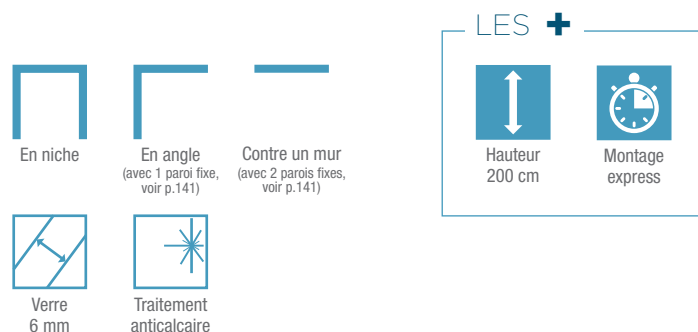 LES +
En niche
En angle
(avec 1 paroi fixe,
voir p.141)
Contre un mur
(avec 2 parois fixes,
voir p.141)
Hauteur
200 cm
Montage
express
Verre
6 mm
Traitement
anticalcaire